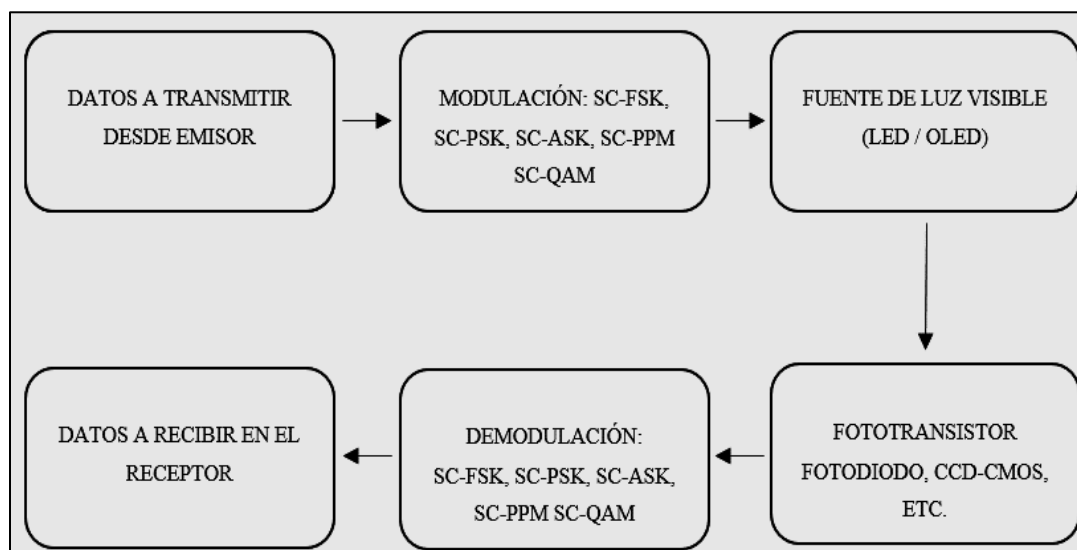 DATOS A TRANSMITIR
DESDE EMISOR
MODULACIÓN: SC-FSK,
SC-PSK, SC-ASK, SC-PPM
SC-QAM
FUENTE DE LUZ VISIBLE
(LED / OLED)
DATOS A RECIBIR EN EL
RECEPTOR
DEMODULACIÓN:
SC-FSK, SC-PSK, SC-ASK,
SC-PPM SC-QAM
FOTOTRANSISTOR
FOTODIODO, CCD-CMOS,
ETC.